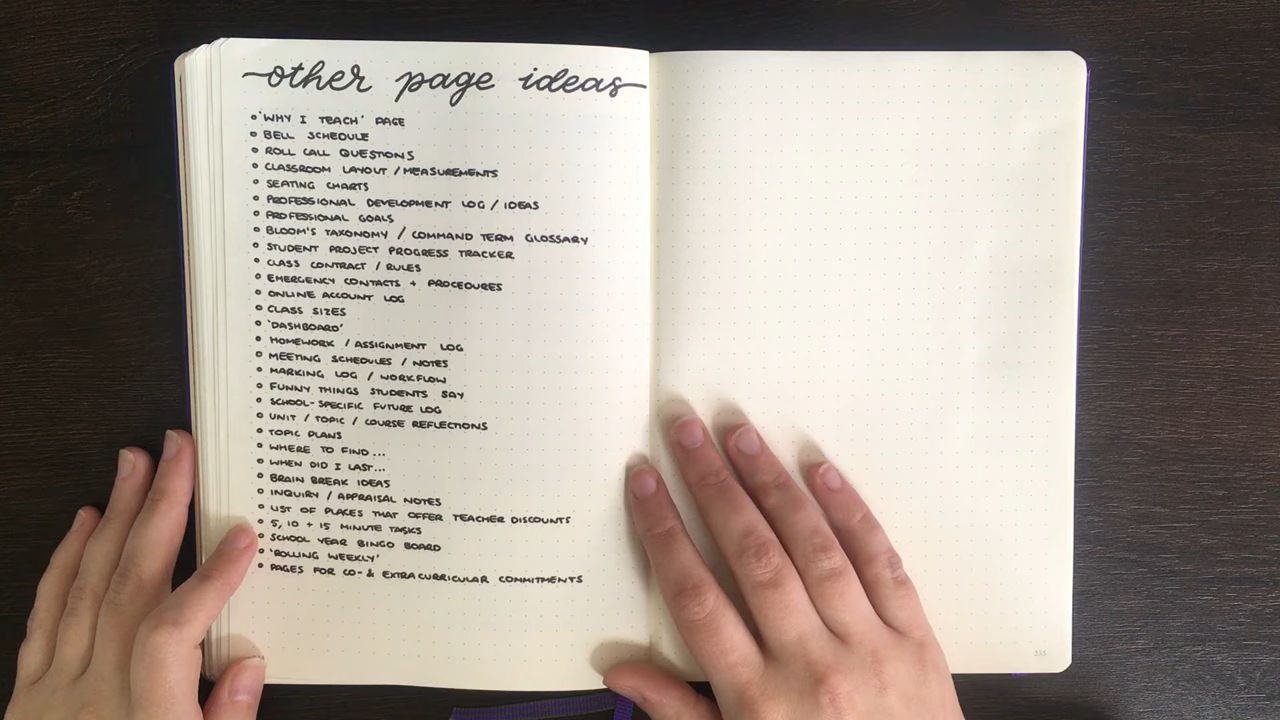 other page ideas
'WHY I TEACH' PAGE
BELL SCHEDULE
ROLL CALL QUESTIONS
CLASSROOM LAYOUT / MEASUREMENTS
SEATING CHARTS
PROFESSIONAL DEVELOPMENT LOG / IDEAS
PROFESSIONAL GOALS
BLOOM'S TAXONOMY / COMMAND TERM GLOSSARY
STUDENT PROJECT PROGRESS TRACKER
CLASS CONTRACT / RULES
EMERGENCY CONTACTS + PROCEDURES
ONLINE ACCOUNT LOG
CLASS SIZES
'DASHBOARD'
HOMEWORK / ASSIGNMENT LOG
MEETING SCHEDULES / NOTES
MARKING LOG / WORKFLOW
FUNNY THINGS STUDENTS SAY
SCHOOL-SPECIFIC FUTURE LOG
UNIT / TOPIC / COURSE REFLECTIONS
TOPIC PLANS
WHERE TO FIND...
WHEN DID I LAST...
BRAIN BREAK IDEAS
INQUIRY / APPRAISAL NOTES
LIST OF PLACES THAT OFFER TEACHER DISCOUNTS
5, 10 + 15 MINUTE TASKS
SCHOOL YEAR BINGO BOARD
'ROLLING WEEKLY'
PAGES FOR CO- & EXTRACURRICULAR COMMITMENTS